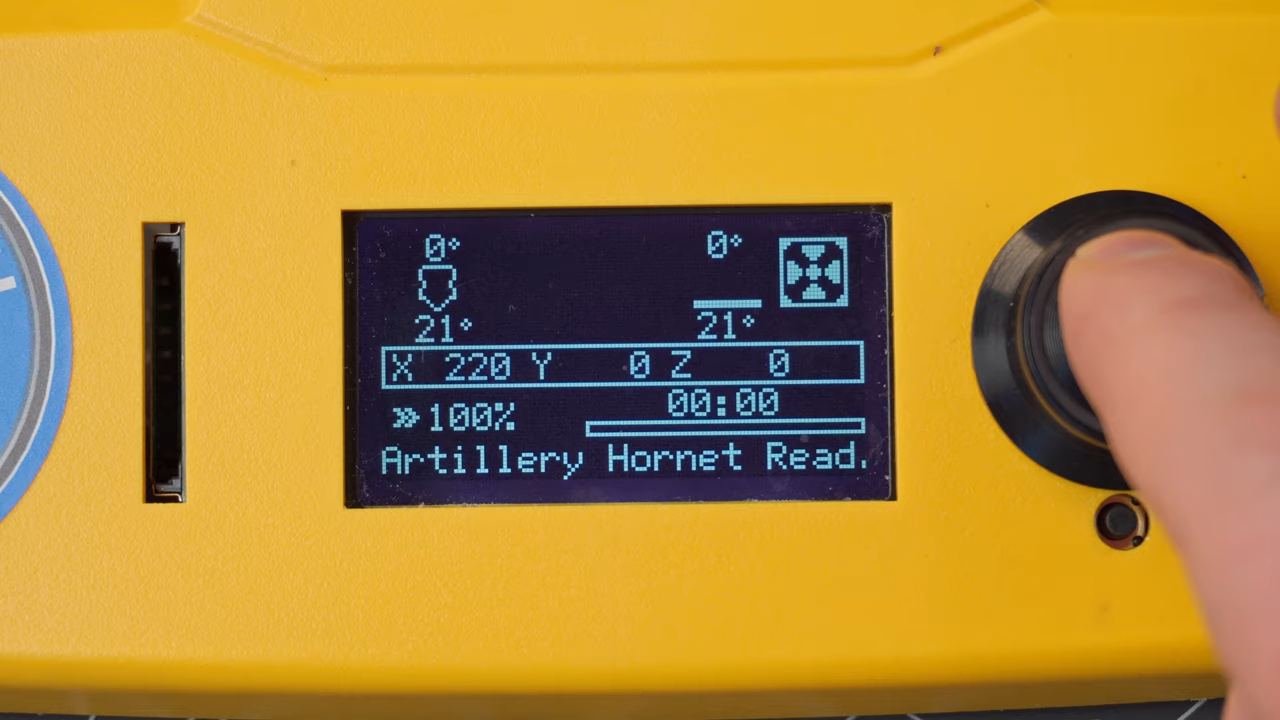 0° 0°
21° 21°
X 220 Y 0 Z 0
00:00
»100%
Artillery Hornet Read.